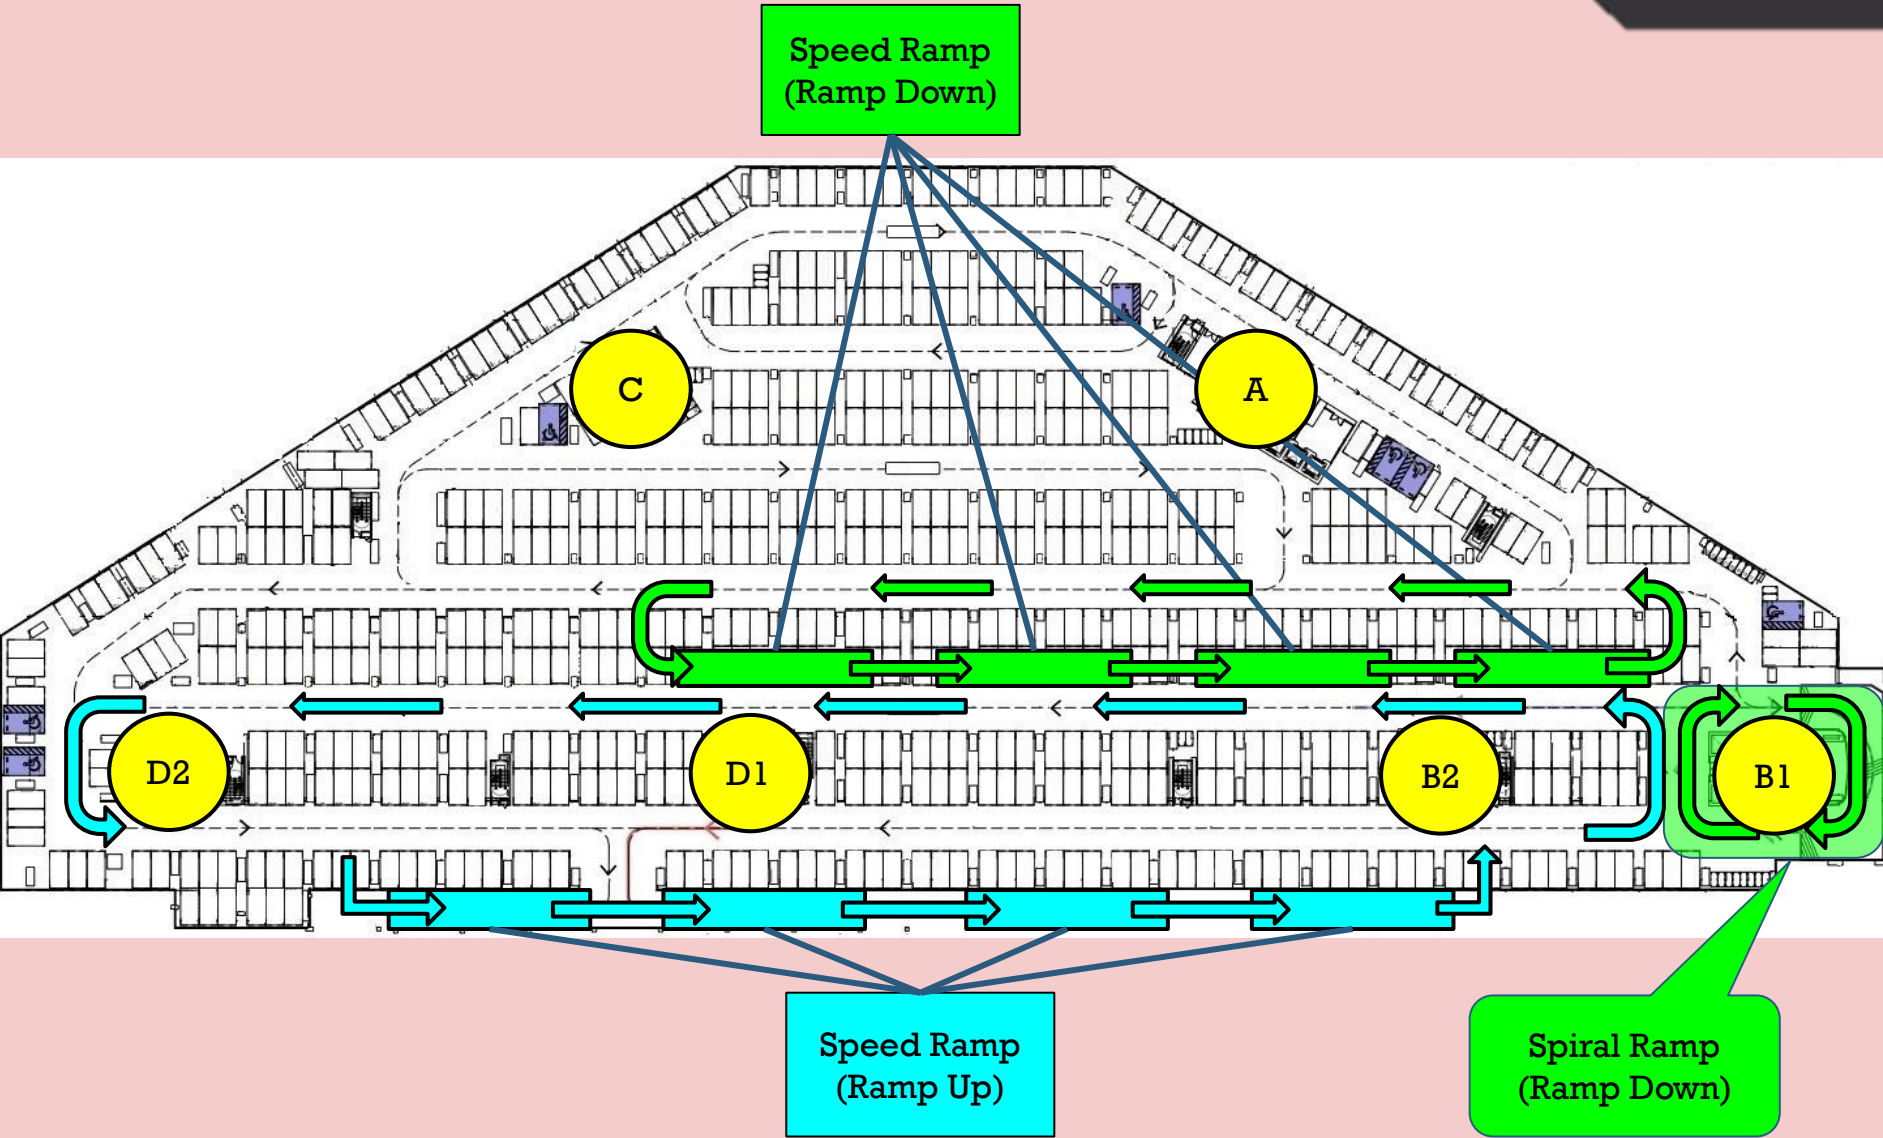 Speed Ramp
(Ramp Down)
C
A
D2
D1
B2
B1
Speed Ramp
(Ramp Up)
Spiral Ramp
(Ramp Down)